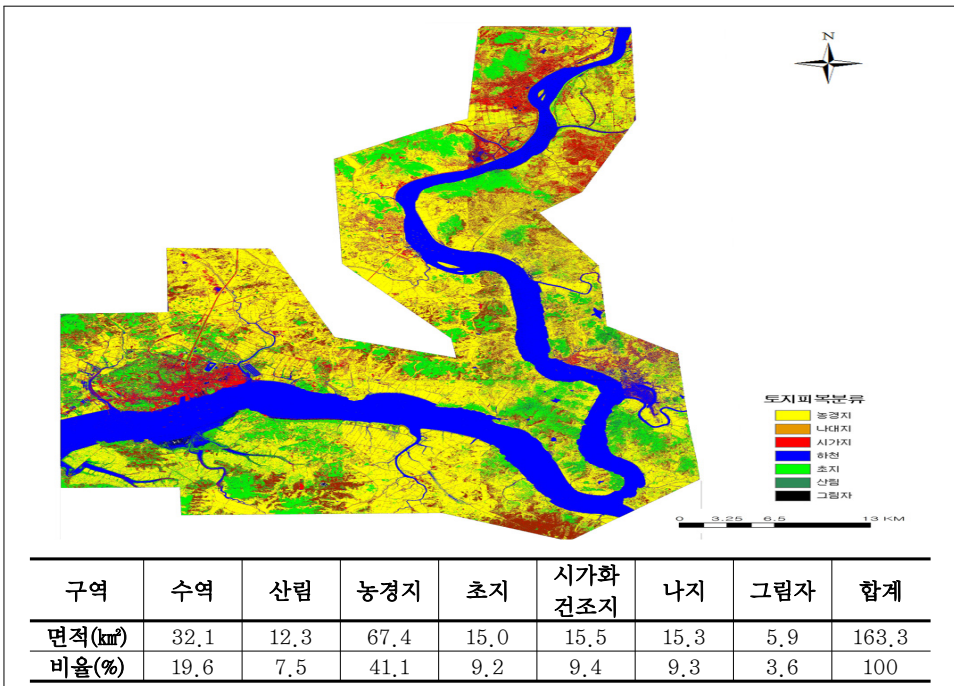 N
토지피복분류
농경지
나대지
시가지
하천
초지
산림
그림자
0 3.25 6.5 13 KM
구역 수역 산림 농경지 초지 시가화 건조지 나지 그림자 합계
면적(㎢) 32.1 12.3 67.4 15.0 15.5 15.3 5.9 163.3
비율(%) 19.6 7.5 41.1 9.2 9.4 9.3 3.6 100